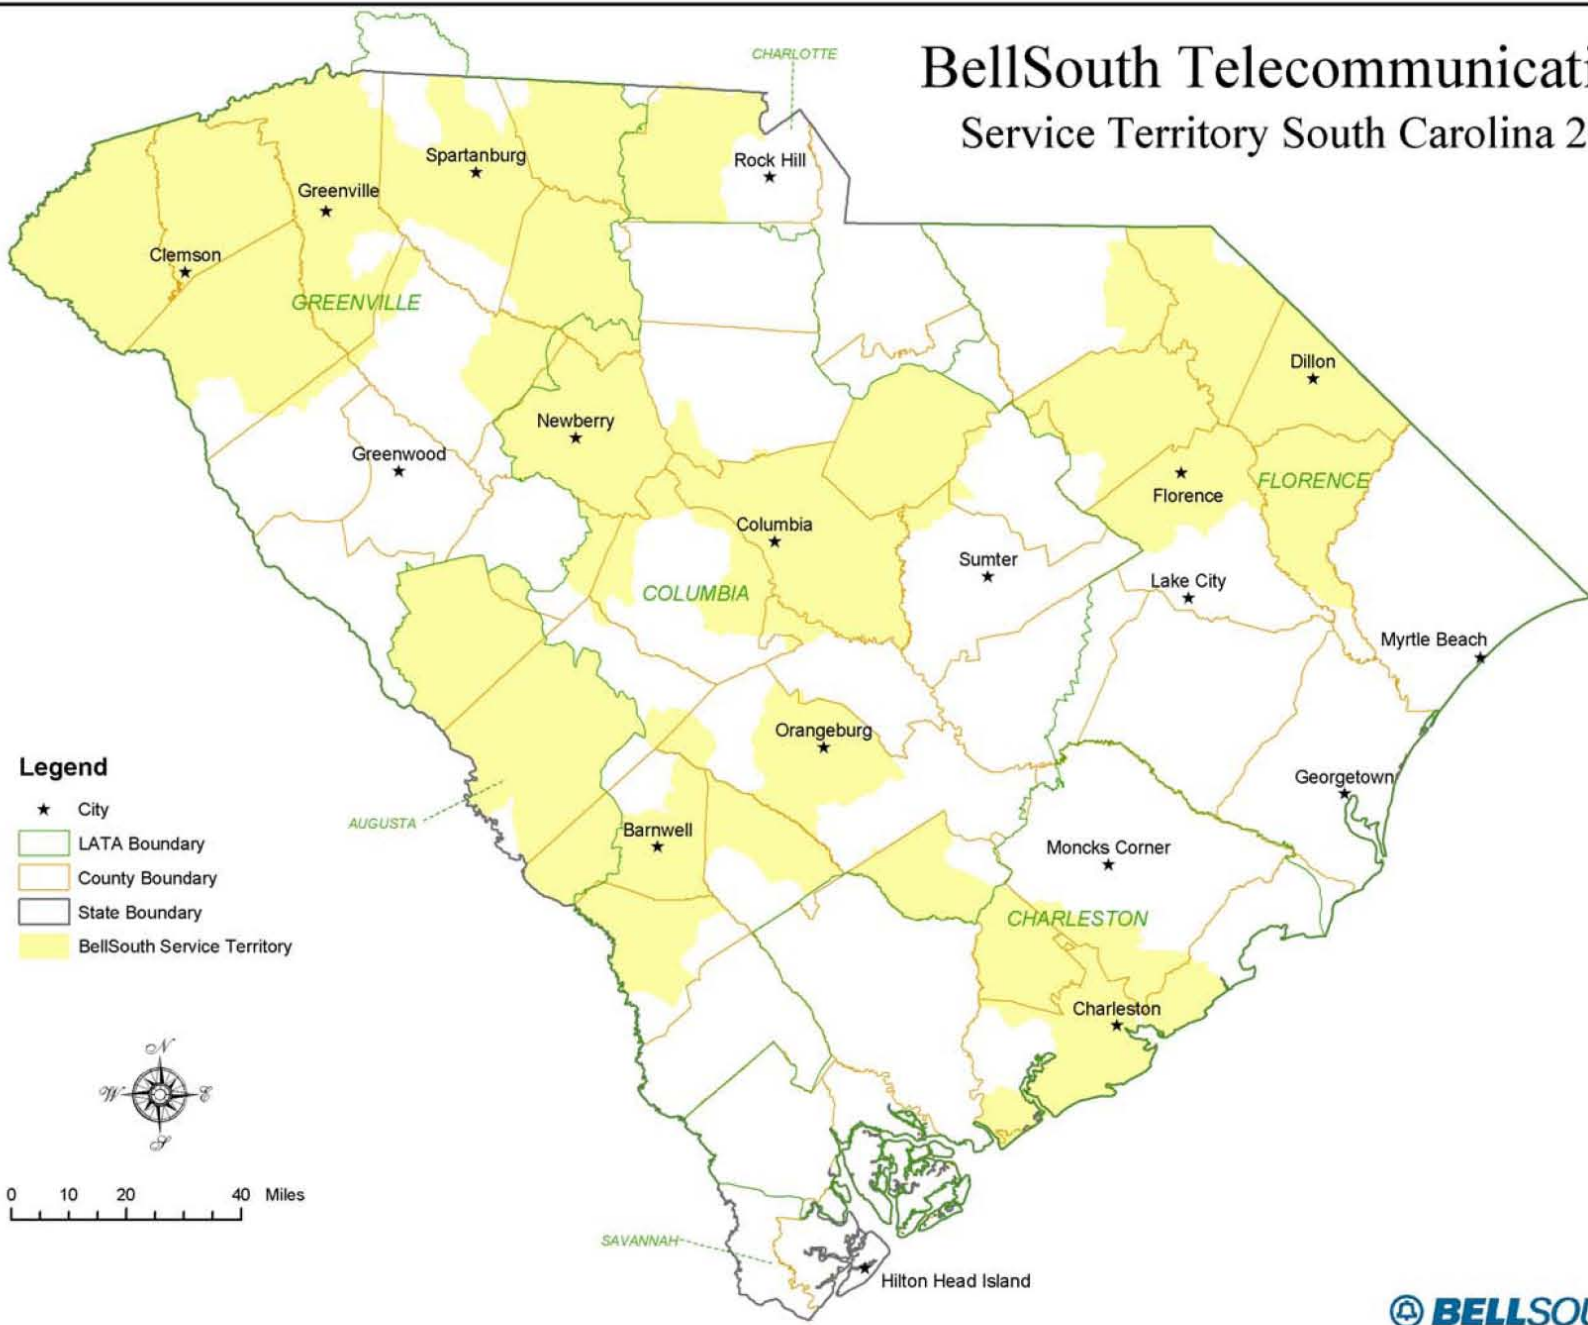 BellSouth Telecommunicati
Service Territory South Carolina 2
CHARLOTTE
Spartanburg
Rock Hill
Greenville
Clemson
GREENVILLE
Dillon
Newberry
Greenwood
Florence
FLORENCE
Columbia
Sumter
COLUMBIA
Lake City
Myrtle Beach
Orangeburg
Georgetown
AUGUSTA
Barnwell
Moncks Corner
CHARLESTON
Charleston
SAVANNAH
Hilton Head Island
Legend
City
LATA Boundary
County Boundary
State Boundary
BellSouth Service Territory
N
W E
S
0 10 20 40 Miles
BELLSOU